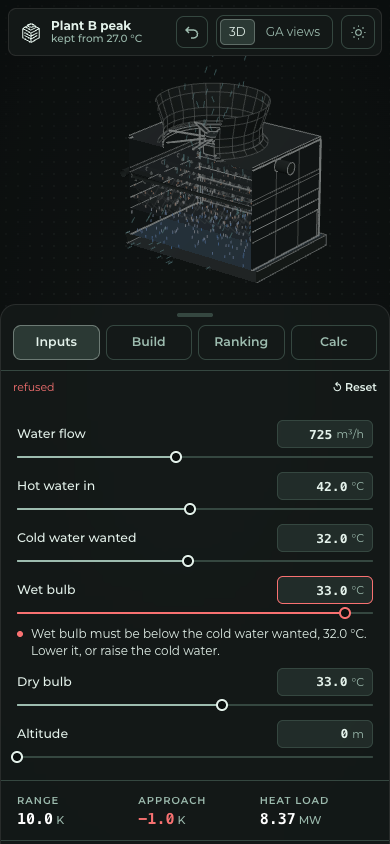 Plant B peak
kept from 27.0 °C
3D
GA views
Inputs
Build
Ranking
Calc
refused
Reset
Water flow
725 m³/h
Hot water in
42.0 °C
Cold water wanted
32.0 °C
Wet bulb
33.0 °C
Wet bulb must be below the cold water wanted, 32.0 °C.
Lower it, or raise the cold water.
Dry bulb
33.0 °C
Altitude
0 m
RANGE
10.0 K
APPROACH
−1.0 K
HEAT LOAD
8.37 MW